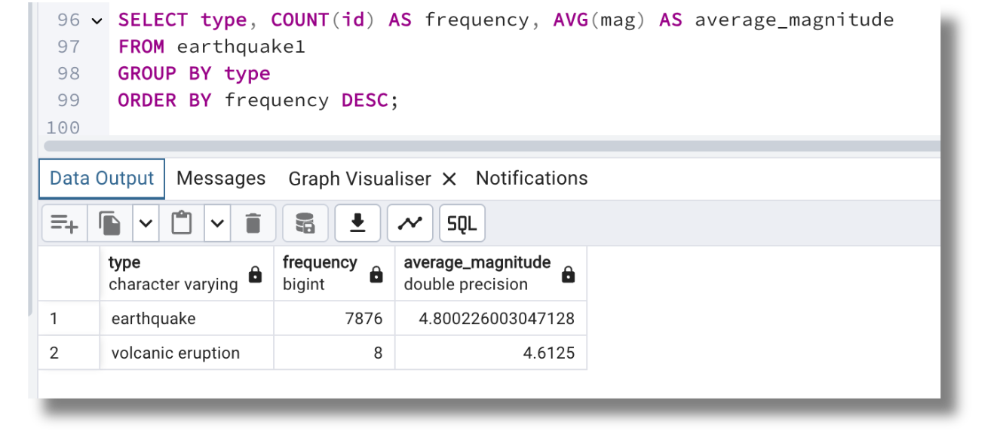 96 SELECT type, COUNT(id) AS frequency, AVG(mag) AS average_magnitude
97 FROM earthquake1
98 GROUP BY type
99 ORDER BY frequency DESC;
100
Data Output Messages Graph Visualiser X Notifications
SQL
type frequency average_magnitude
character varying bigint double precision
1 earthquake 7876 4.800226003047128
2 volcanic eruption 8 4.6125